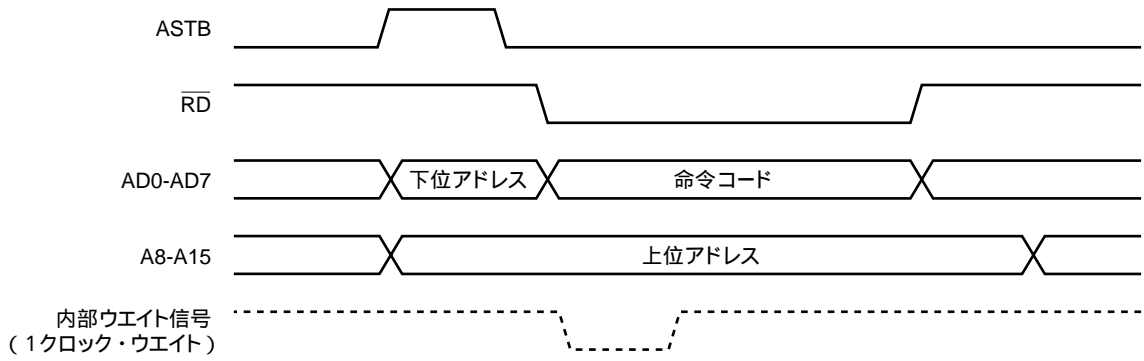 ASTB
RD
AD0-AD7
下位アドレス
命令コード
A8-A15
上位アドレス
内部ウエイト信号
(1クロック・ウエイト)